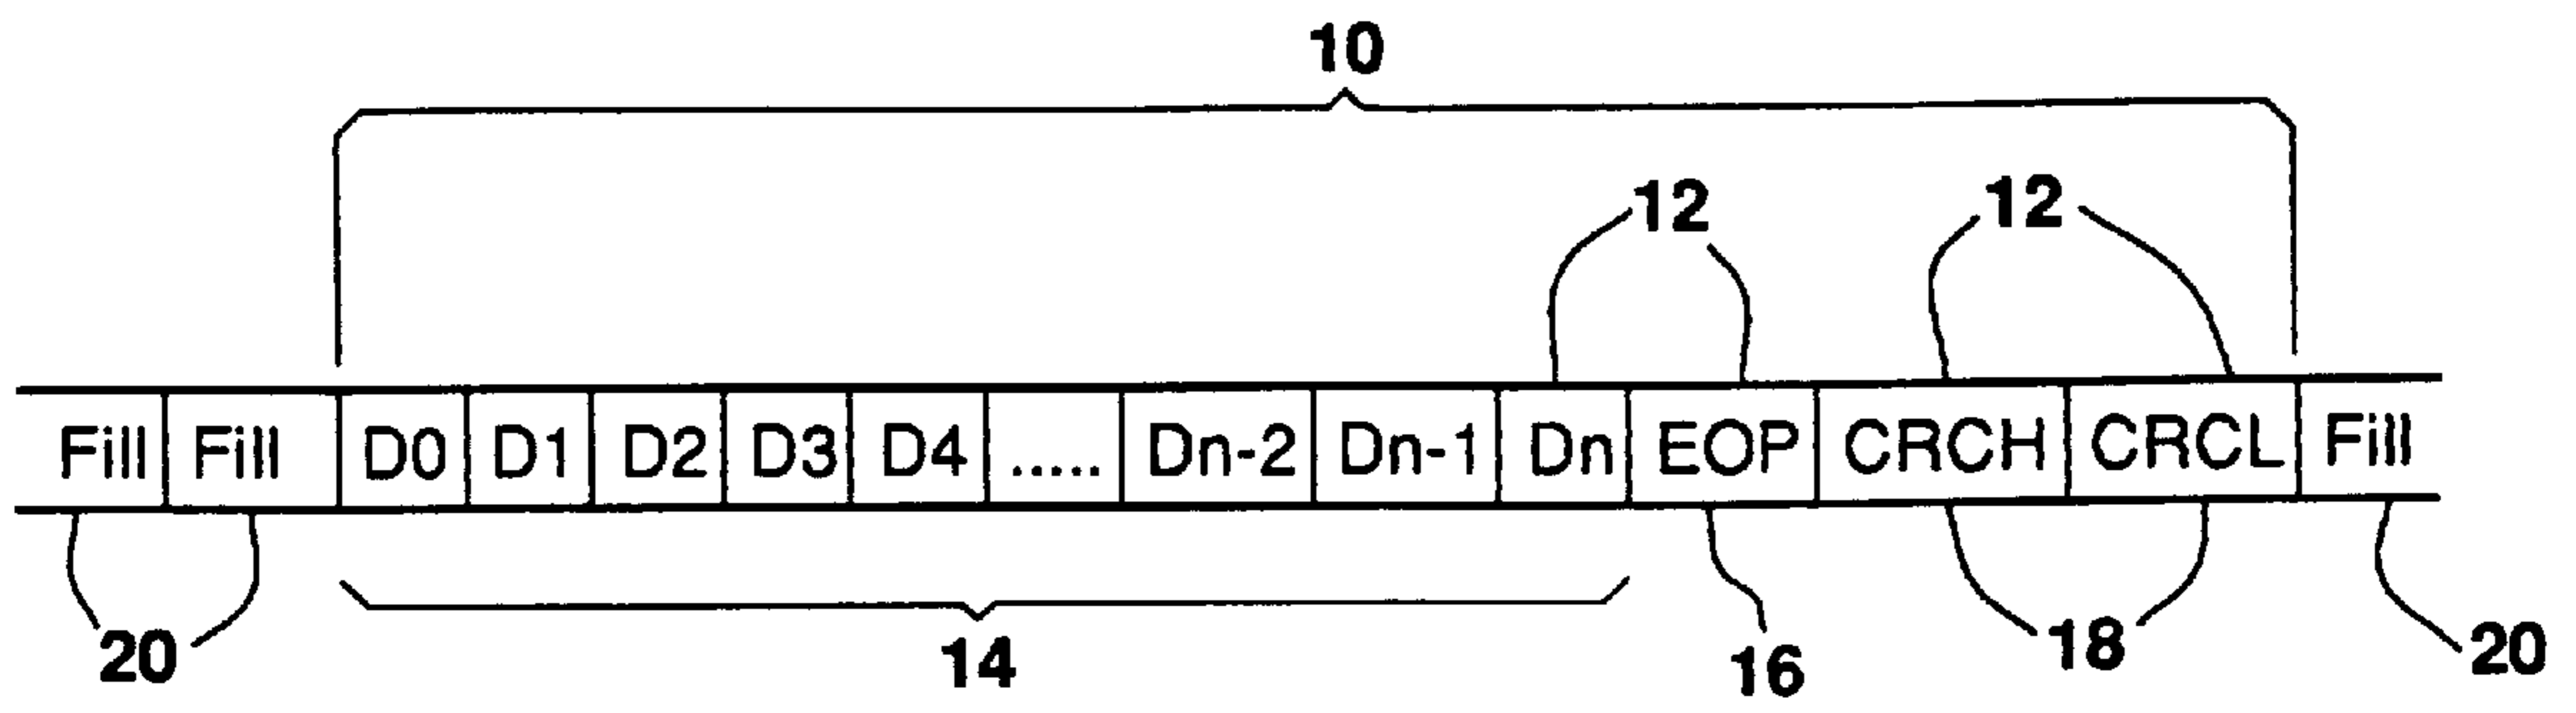 10
12 12
Fill Fill D0 D1 D2 D3 D4 ..... Dn-2 Dn-1 Dn EOP CRCH CRCL Fill
20 14 16 18 20